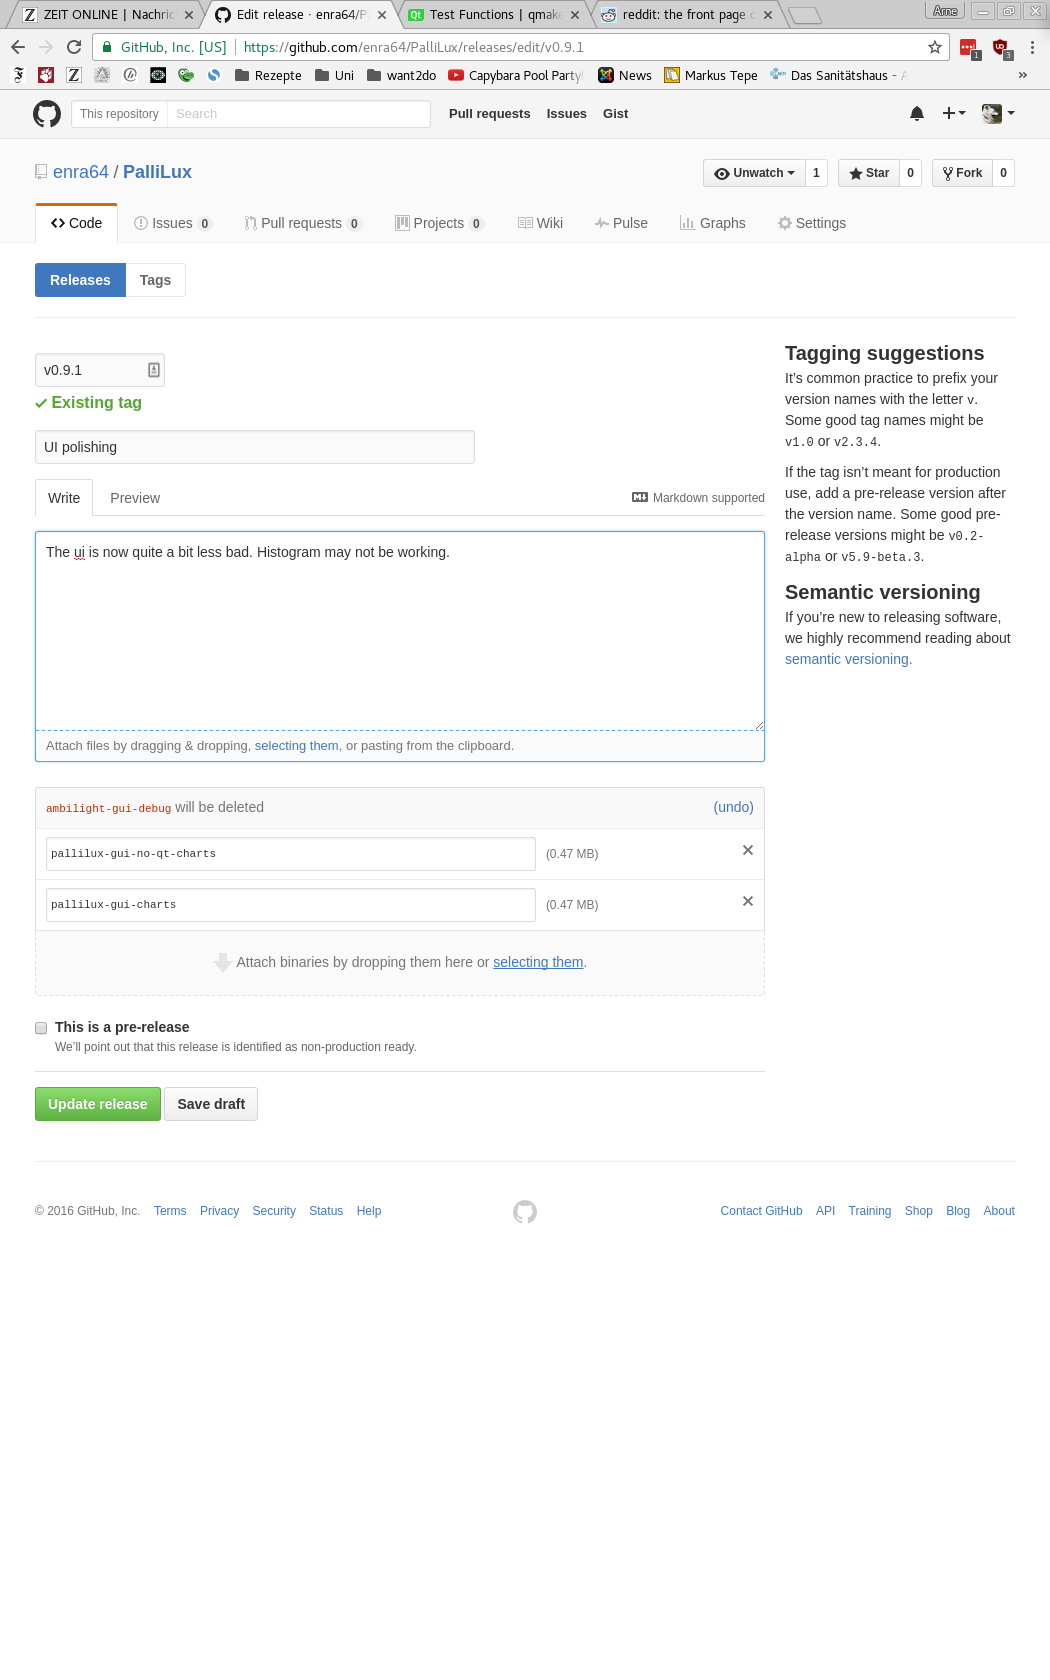 ZEIT ONLINE | Nachric
Edit release · enra64/P
Test Functions | qmake
reddit: the front page
Arne
GitHub, Inc. [US]
https://github.com/enra64/PalliLux/releases/edit/v0.9.1
1
3
Rezepte
Uni
want2do
Capybara Pool Party
News
Markus Tepe
Das Sanitätshaus - A
»
This repository
Search
Pull requests
Issues
Gist
enra64 / PalliLux
Unwatch 1
Star 0
Fork 0
Code
Issues 0
Pull requests 0
Projects 0
Wiki
Pulse
Graphs
Settings
Releases
Tags
v0.9.1
Existing tag
UI polishing
Write
Preview
Markdown supported
The ui is now quite a bit less bad. Histogram may not be working.
Attach files by dragging & dropping, selecting them, or pasting from the clipboard.
ambilight-gui-debug will be deleted
(undo)
pallilux-gui-no-qt-charts
(0.47 MB)
pallilux-gui-charts
(0.47 MB)
Attach binaries by dropping them here or selecting them.
This is a pre-release
We’ll point out that this release is identified as non-production ready.
Update release
Save draft
Tagging suggestions
It’s common practice to prefix your
version names with the letter v.
Some good tag names might be
v1.0 or v2.3.4.
If the tag isn’t meant for production
use, add a pre-release version after
the version name. Some good pre-
release versions might be v0.2-
alpha or v5.9-beta.3.
Semantic versioning
If you’re new to releasing software,
we highly recommend reading about
semantic versioning.
© 2016 GitHub, Inc.
Terms
Privacy
Security
Status
Help
Contact GitHub
API
Training
Shop
Blog
About